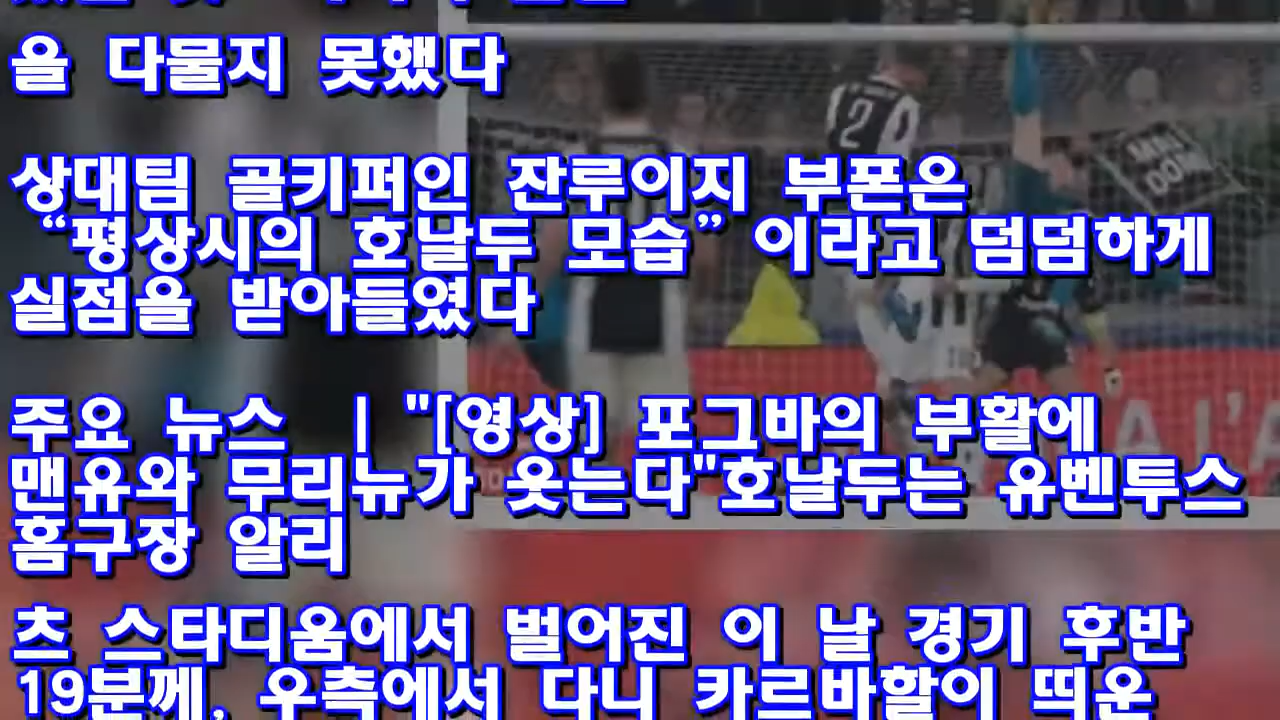 을 다물지 못했다
상대팀 골키퍼인 잔루이지 부폰은
“평상시의 호날두 모습” 이라고 덤덤하게
실점을 받아들였다
주요 뉴스 | "[영상] 포그바의 부활에
맨유와 무리뉴가 웃는다"호날두는 유벤투스
홈구장 알리
츠 스타디움에서 벌어진 이 날 경기 후반
19분께, 우측에서 다니 카르바할이 띄운
2